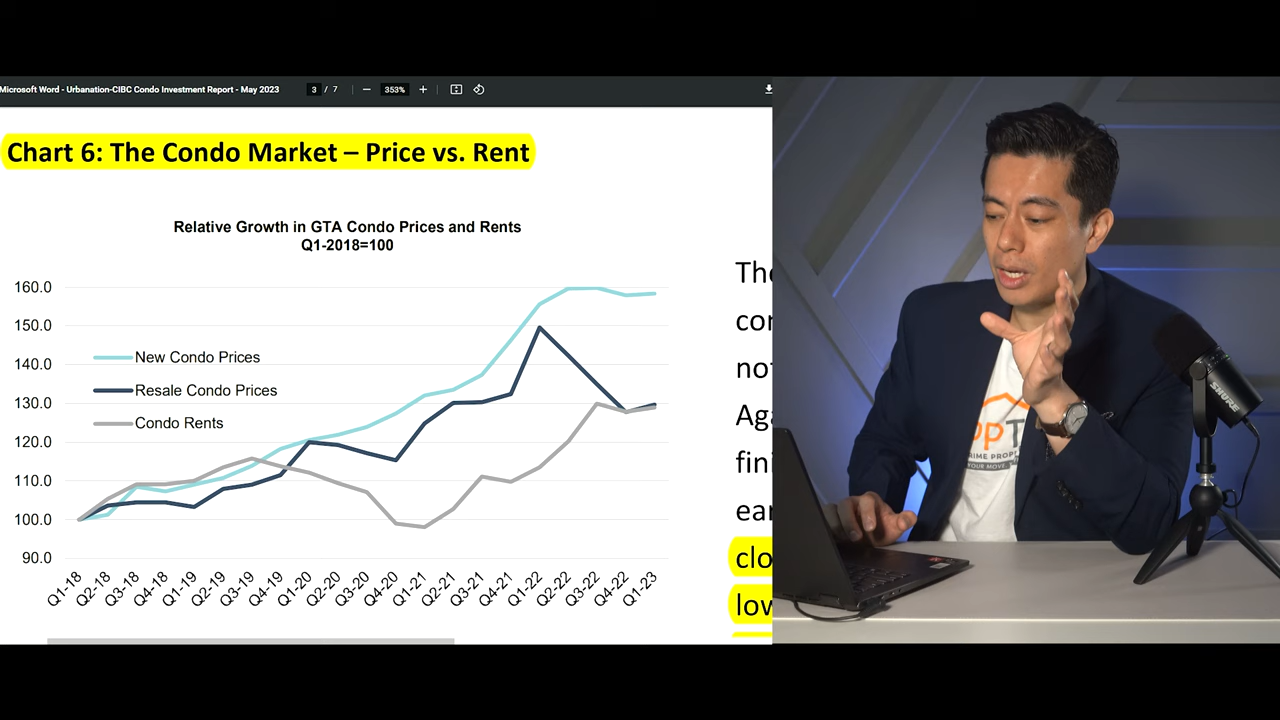 Microsoft Word - Urbanation-CIBC Condo Investment Report - May 2023
3 / 7
353%
Chart 6: The Condo Market – Price vs. Rent
Relative Growth in GTA Condo Prices and Rents
Q1-2018=100
160.0
150.0
140.0
130.0
120.0
110.0
100.0
90.0
New Condo Prices
Resale Condo Prices
Condo Rents
Q1-18
Q2-18
Q3-18
Q4-18
Q1-19
Q2-19
Q3-19
Q4-19
Q1-20
Q2-20
Q3-20
Q4-20
Q1-21
Q2-21
Q3-21
Q4-21
Q1-22
Q2-22
Q3-22
Q4-22
Q1-23
SHURE
YOUR MOVE.